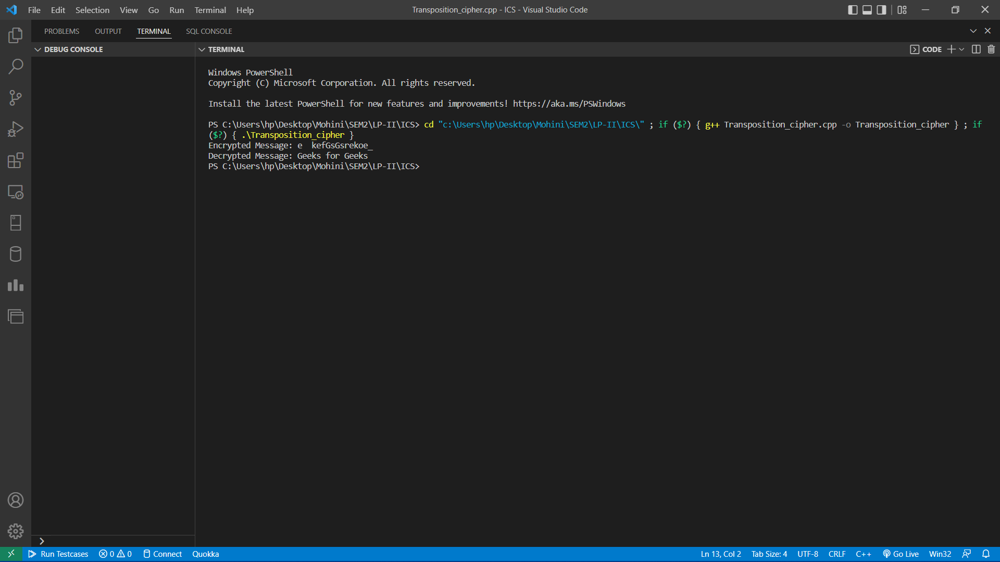 File Edit Selection View Go Run Terminal Help Transposition_cipher.cpp - ICS - Visual Studio Code
PROBLEMS OUTPUT TERMINAL SQL CONSOLE
DEBUG CONSOLE TERMINAL CODE
Windows PowerShell
Copyright (C) Microsoft Corporation. All rights reserved.
Install the latest PowerShell for new features and improvements! https://aka.ms/PSWindows
PS C:\Users\hp\Desktop\Mohini\SEM2\LP-II\ICS> cd "c:\Users\hp\Desktop\Mohini\SEM2\LP-II\ICS\" ; if ($?) { g++ Transposition_cipher.cpp -o Transposition_cipher } ; if
($?) { .\Transposition_cipher }
Encrypted Message: e  kefGsGsrekoe_
Decrypted Message: Geeks for Geeks
PS C:\Users\hp\Desktop\Mohini\SEM2\LP-II\ICS>
Run Testcases 0 0 Connect Quokka Ln 13, Col 2 Tab Size: 4 UTF-8 CRLF C++ Go Live Win32